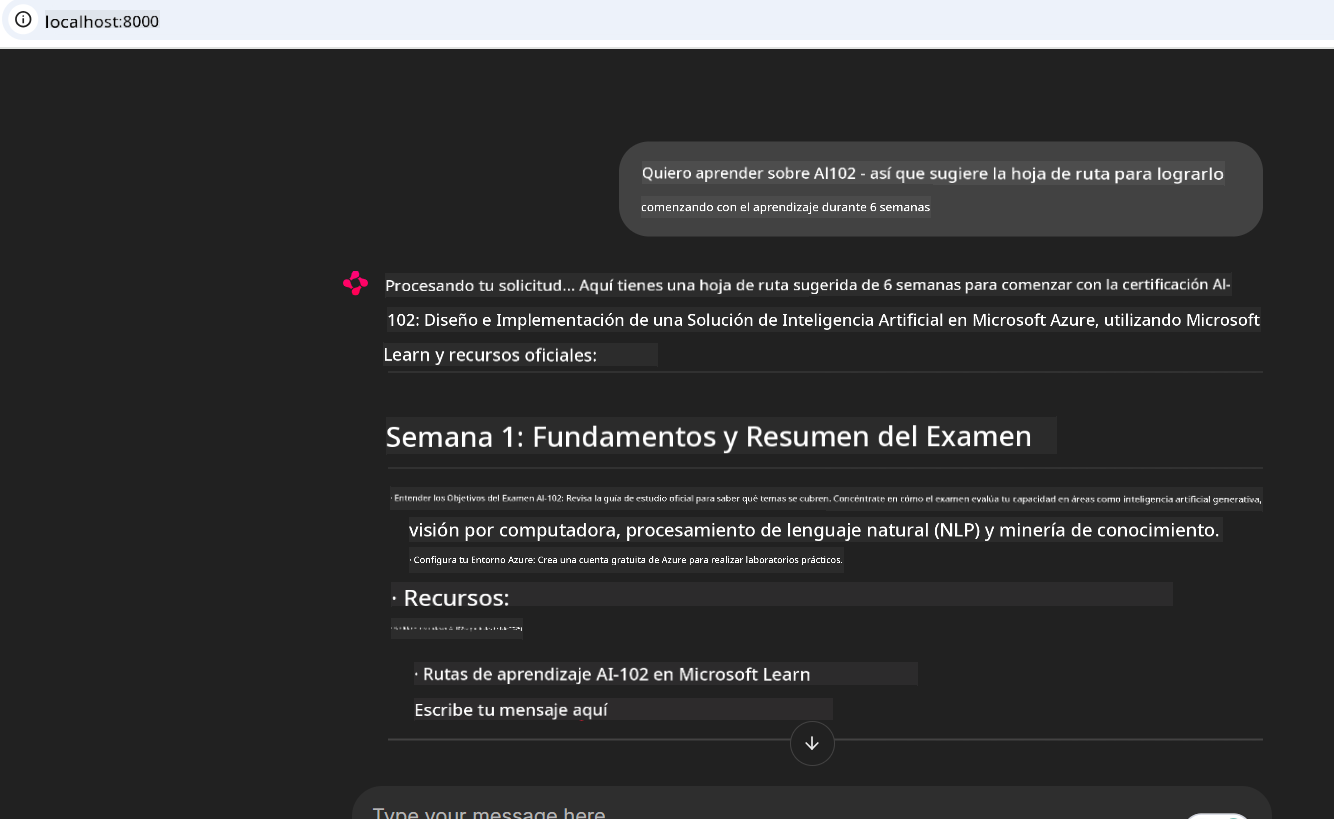 localhost:8000
Quiero aprender sobre AI102 - así que sugiere la hoja de ruta para lograrlo
comenzando con el aprendizaje durante 6 semanas
Procesando tu solicitud... Aquí tienes una hoja de ruta sugerida de 6 semanas para comenzar con la certificación AI-
102: Diseño e Implementación de una Solución de Inteligencia Artificial en Microsoft Azure, utilizando Microsoft
Learn y recursos oficiales:
Semana 1: Fundamentos y Resumen del Examen
· Entender los Objetivos del Examen AI-102: Revisa la guía de estudio oficial para saber qué temas se cubren. Concéntrate en cómo el examen evalúa tu capacidad en áreas como inteligencia artificial generativa,
visión por computadora, procesamiento de lenguaje natural (NLP) y minería de conocimiento.
· Configura tu Entorno Azure: Crea una cuenta gratuita de Azure para realizar laboratorios prácticos.
· Recursos:
· Rutas de aprendizaje AI-102 en Microsoft Learn
Escribe tu mensaje aquí
Type your message here